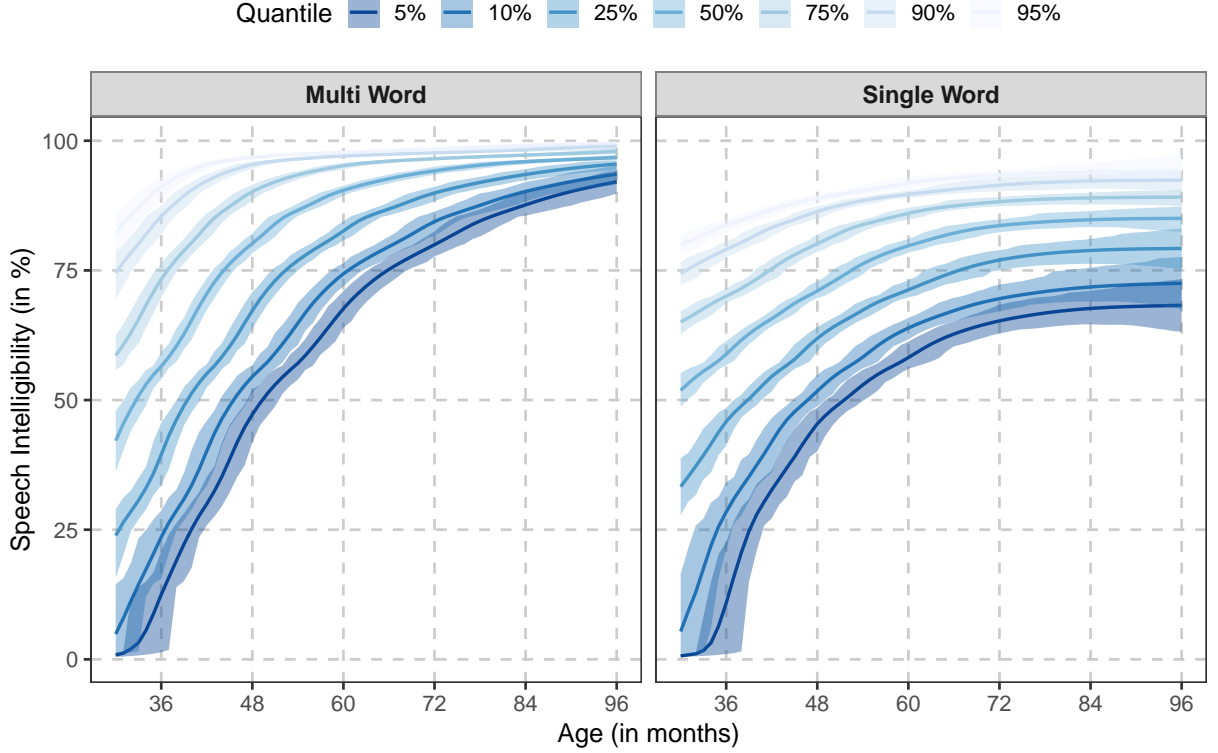 Quantile 5% 10% 25% 50% 75% 90% 95%
Multi Word Single Word
Speech Intelligibility (in %)
100
75
50
25
0
36 48 60 72 84 96 36 48 60 72 84 96
Age (in months)